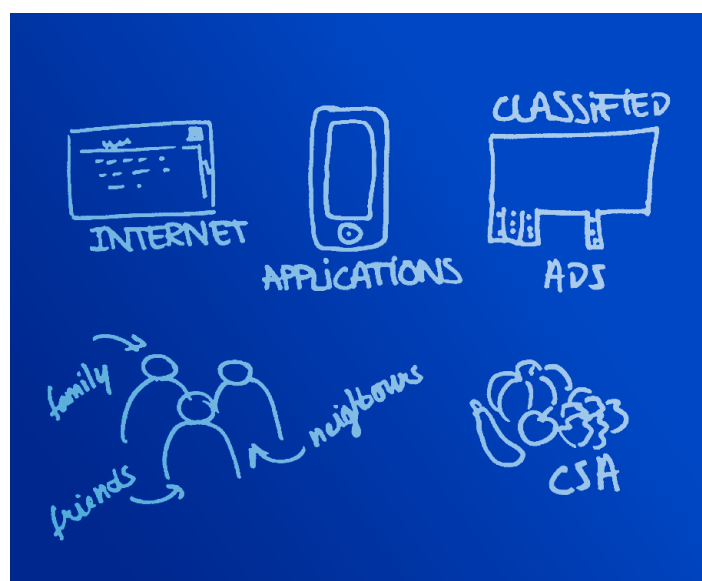 CLASSIFIED
INTERNET
APPLiCATIONS
ADS
family
neighbours
friends
CSA